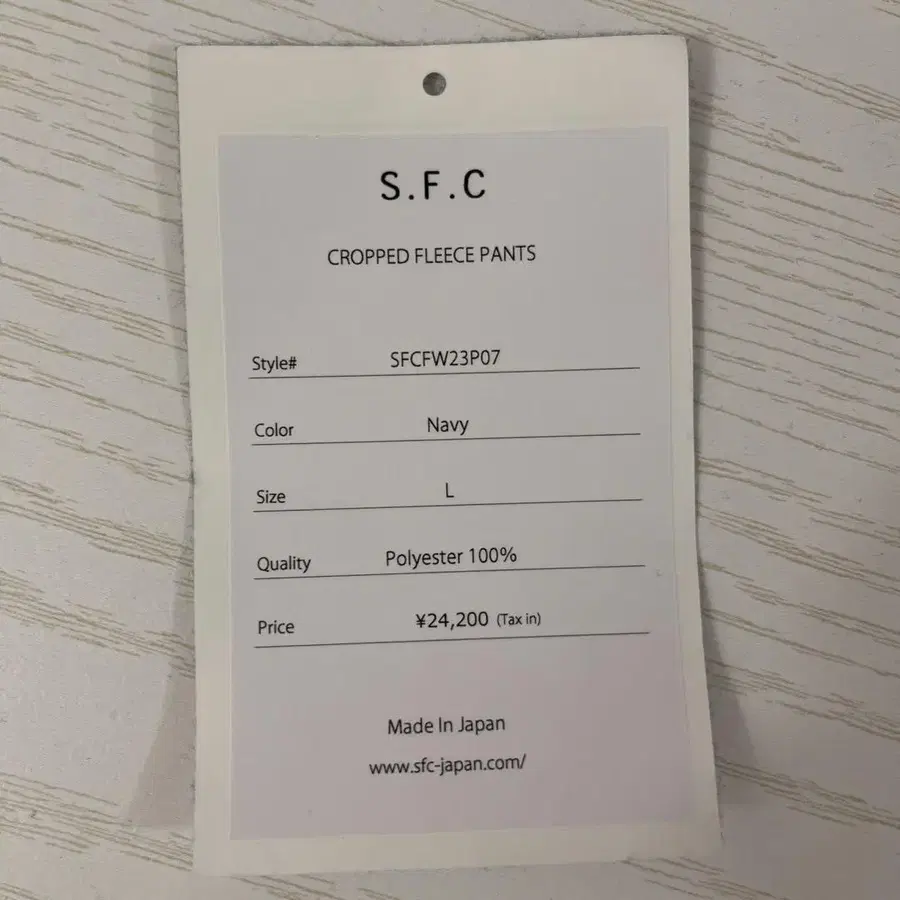 S.F.C
CROPPED FLEECE PANTS
Style# SFCFW23P07
Color Navy
Size L
Quality Polyester 100%
Price ¥24,200 (Tax in)
Made In Japan
www.sfc-japan.com/